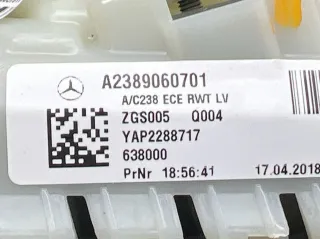 A2389060701
A/C238 ECE RWT LV
ZGS005 Q004
YAP2288717
638000
PrNr 18:56:41 17.04.2018